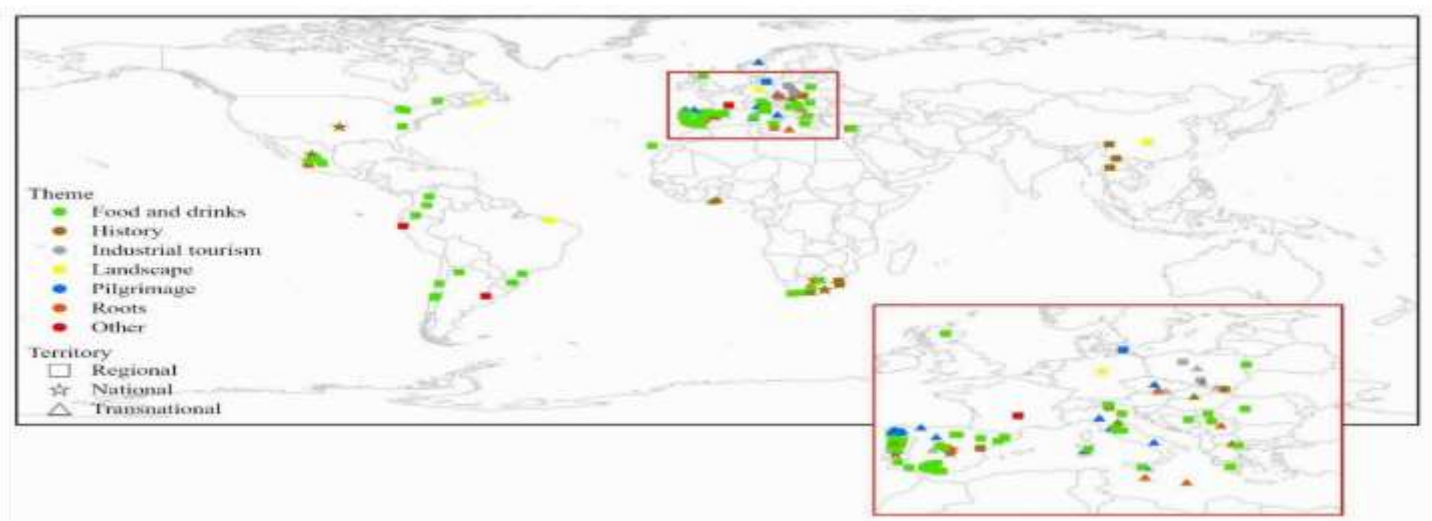 Theme
Food and drinks
History
Industrial tourism
Landscape
Pilgrimage
Roots
Other
Territory
Regional
National
Transnational